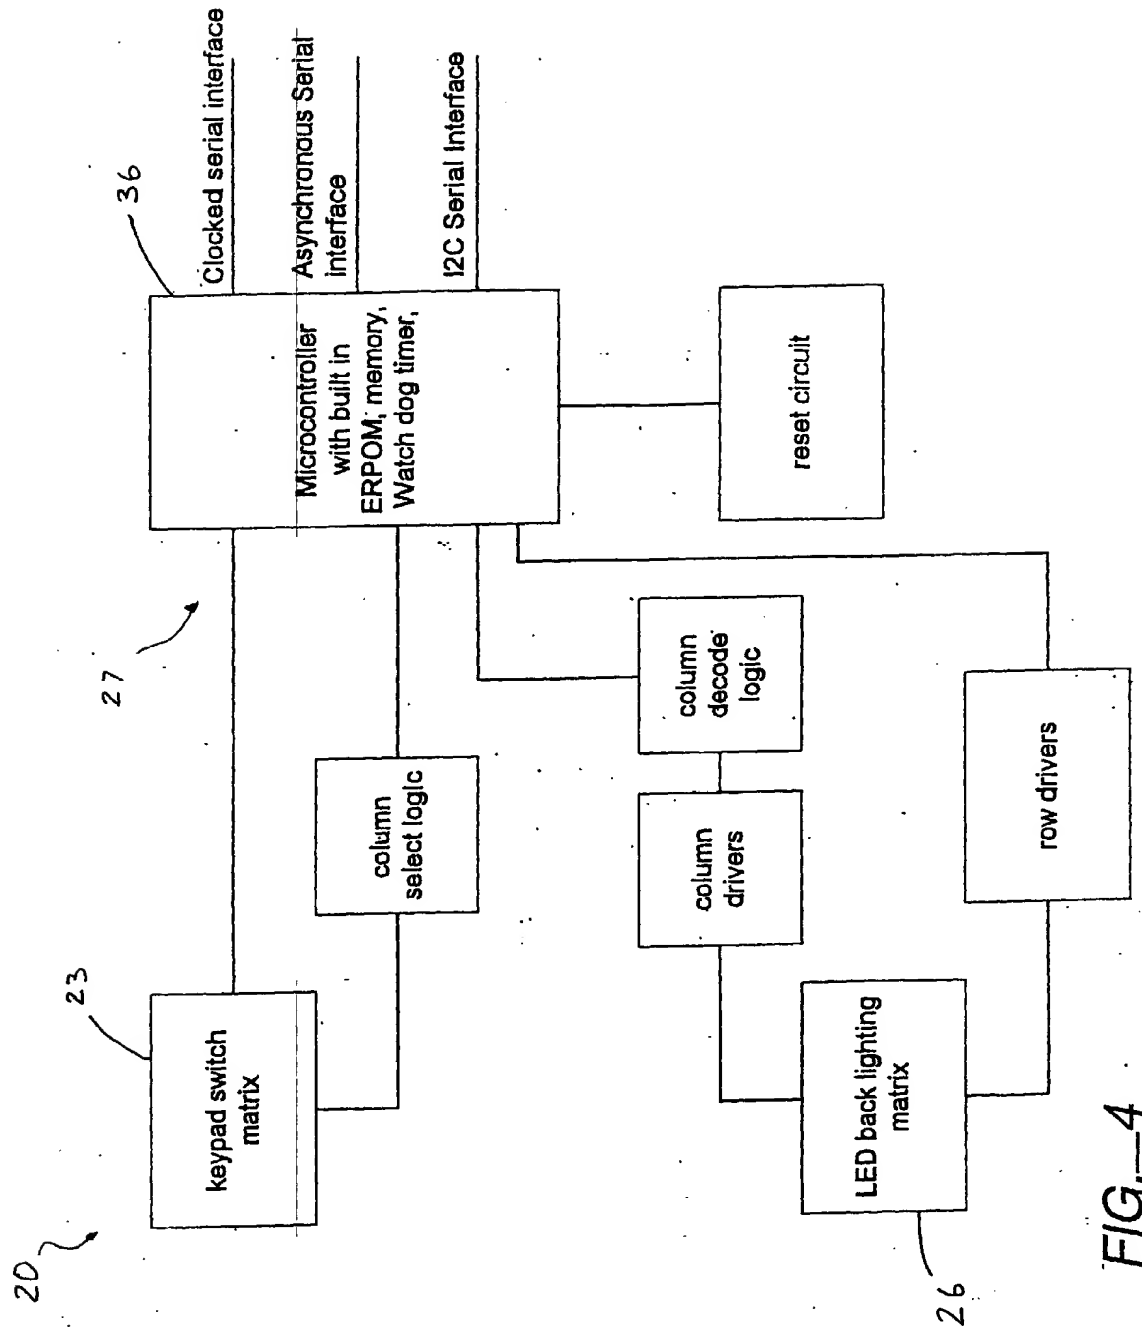 20
23
keypad switch
matrix
27
36
Microcontroller
with built in
ERPOM, memory,
Watch dog timer,
Clocked serial interface
Asynchronous Serial
interface
I2C Serial Interface
column
select logic
reset circuit
column
drivers
column
decode
logic
LED back lighting
matrix
26
row drivers
FIG.—4